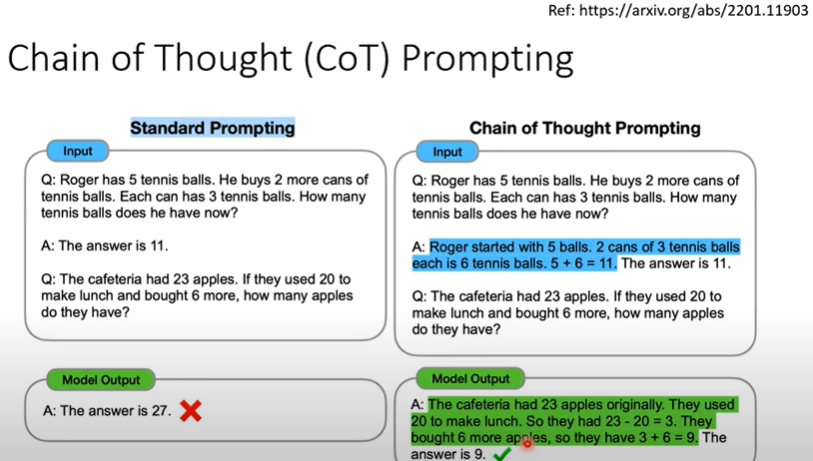 Ref: https://arxiv.org/abs/2201.11903
Chain of Thought (CoT) Prompting
Standard Prompting
Input
Q: Roger has 5 tennis balls. He buys 2 more cans of
tennis balls. Each can has 3 tennis balls. How many
tennis balls does he have now?
A: The answer is 11.
Q: The cafeteria had 23 apples. If they used 20 to
make lunch and bought 6 more, how many apples
do they have?
Model Output
A: The answer is 27.
Chain of Thought Prompting
Input
Q: Roger has 5 tennis balls. He buys 2 more cans of
tennis balls. Each can has 3 tennis balls. How many
tennis balls does he have now?
A: Roger started with 5 balls. 2 cans of 3 tennis balls
each is 6 tennis balls. 5 + 6 = 11. The answer is 11.
Q: The cafeteria had 23 apples. If they used 20 to
make lunch and bought 6 more, how many apples
do they have?
Model Output
A: The cafeteria had 23 apples originally. They used
20 to make lunch. So they had 23 - 20 = 3. They
bought 6 more apples, so they have 3 + 6 = 9. The
answer is 9.